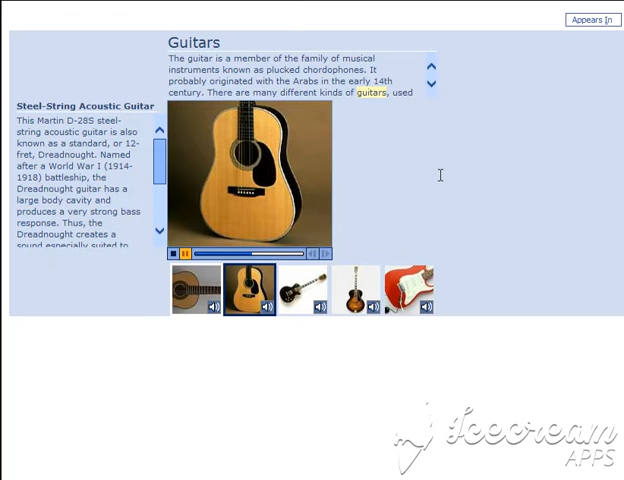 Appears In
Guitars
The guitar is a member of the family of musical
instruments known as plucked chordophones. It
probably originated with the Arabs in the early 14th
century. There are many different kinds of guitars, used
Steel-String Acoustic Guitar
This Martin D-28S steel-
string acoustic guitar is also
known as a standard, or 12-
fret, Dreadnought. Named
after a World War I (1914-
1918) battleship, the
Dreadnought guitar has a
large body cavity and
produces a very strong bass
response. Thus, the
Dreadnought creates a
sound especially suited to
Icecream
APPS